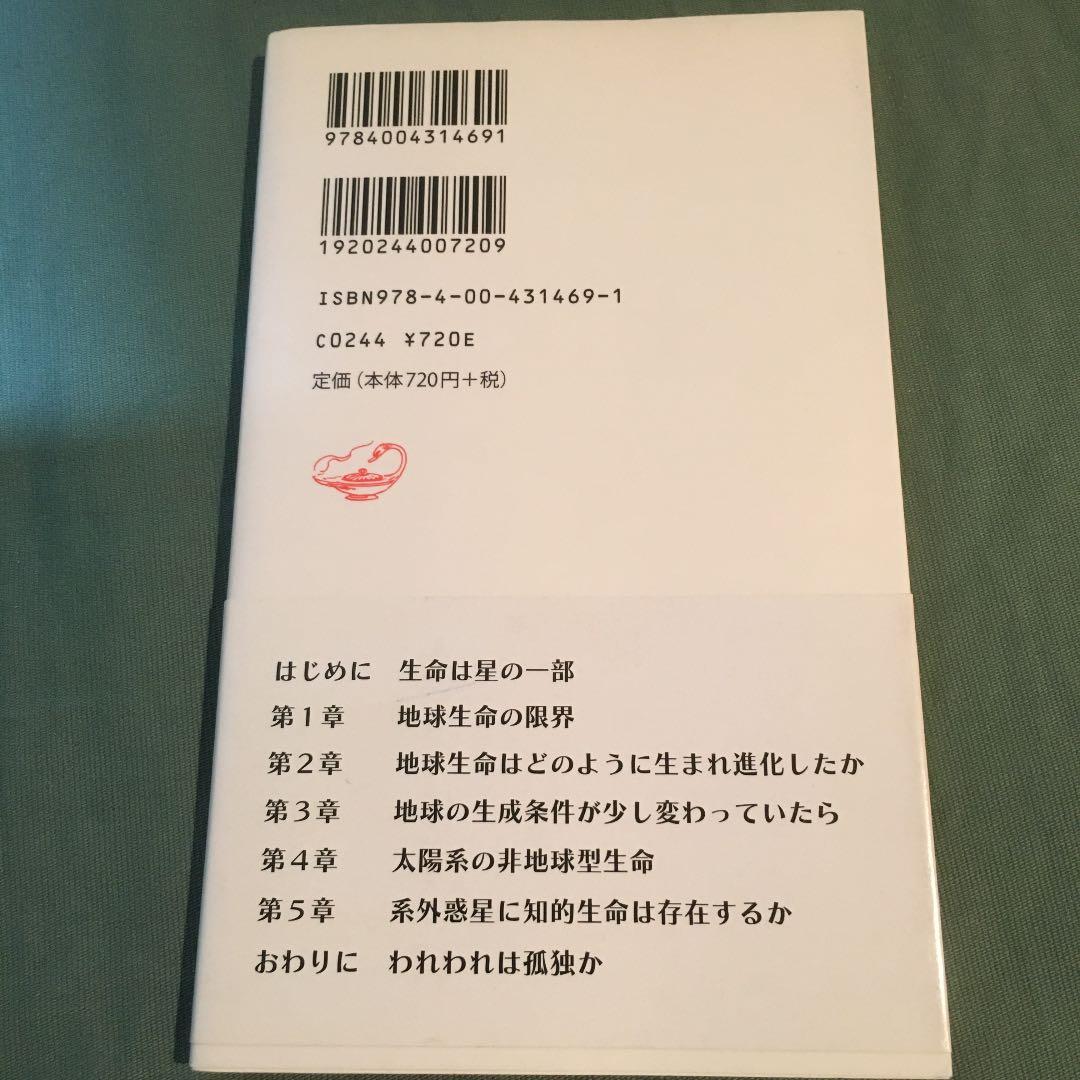 9784004314691
1920244007209
ISBN978-4-00-431469-1
C0244 ¥720E
定価(本体720円+税)
はじめに 生命は星の一部
第1章 地球生命の限界
第2章 地球生命はどのように生まれ進化したか
第3章 地球の生成条件が少し変わっていたら
第4章 太陽系の非地球型生命
第5章 系外惑星に知的生命は存在するか
おわりに われわれは孤独か